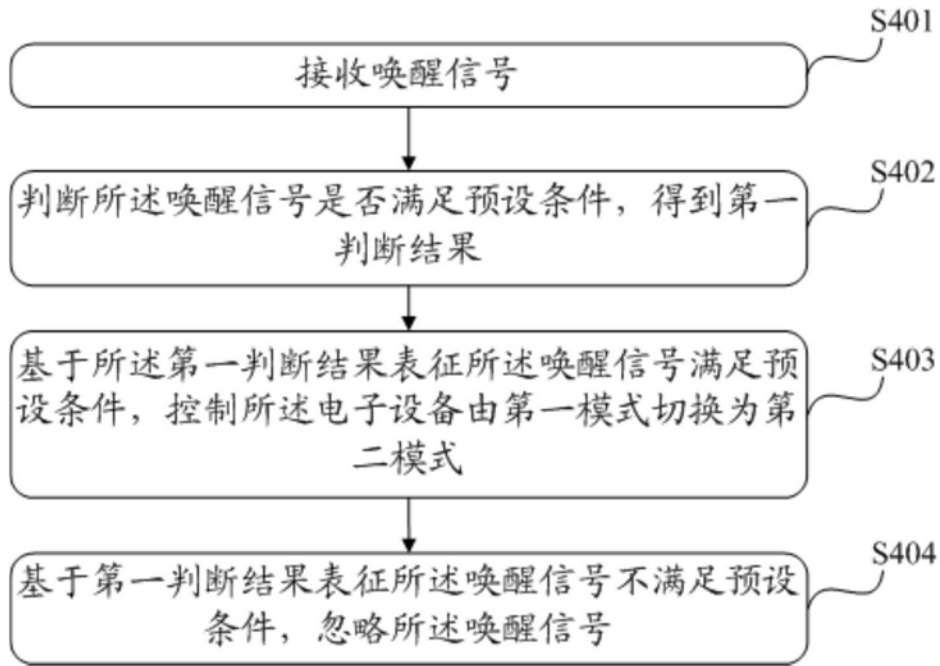 S401
接收唤醒信号
S402
判断所述唤醒信号是否满足预设条件，得到第一
判断结果
S403
基于所述第一判断结果表征所述唤醒信号满足预
设条件，控制所述电子设备由第一模式切换为第
二模式
S404
基于第一判断结果表征所述唤醒信号不满足预设
条件，忽略所述唤醒信号